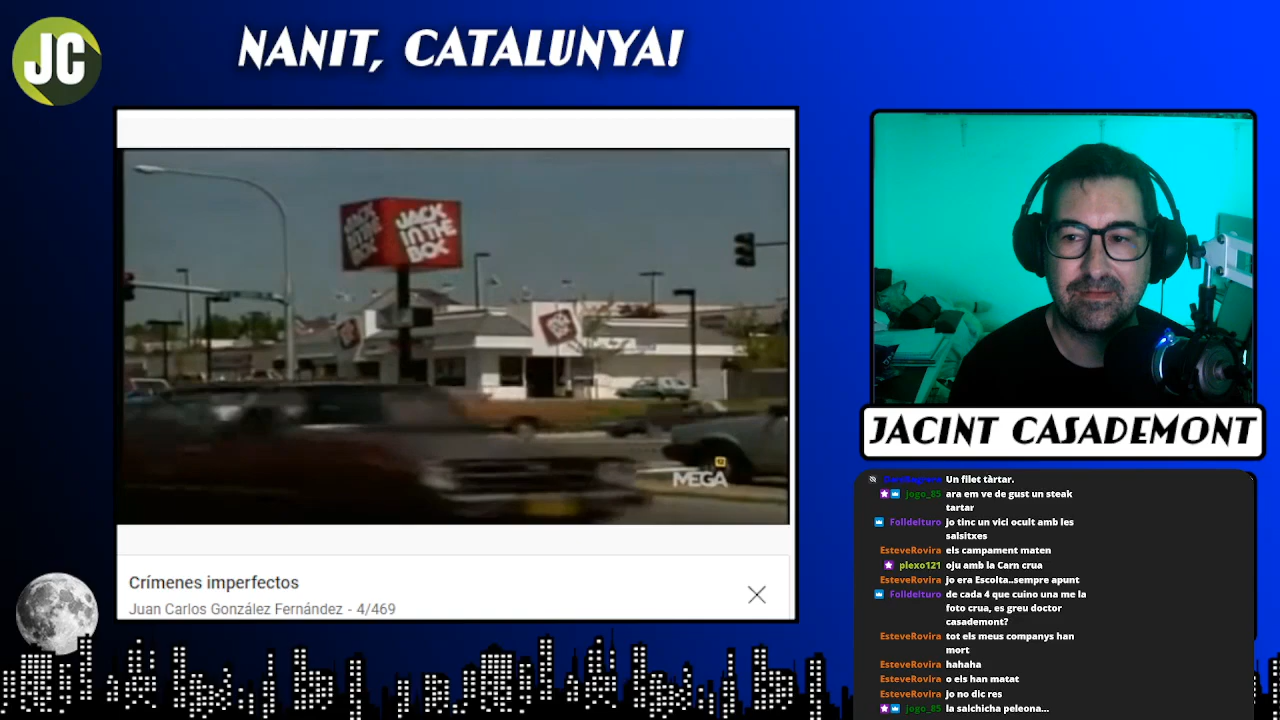 JC
NANIT, CATALUNYA!
JACK
IN THE
BOX
JACK
IN THE
BOX
MEGA
Crímenes imperfectos
Juan Carlos González Fernández - 4/469
JACINT CASADEMONT
Un filet tàrtar.
jogo_85 ara em ve de gust un steak
tartar
Folldeituro jo tinc un vici ocult amb les
salsitxes
EsteveRovira els campament maten
plexo121 oju amb la Carn crua
EsteveRovira jo era Escolta..sempre apunt
Folldeituro de cada 4 que cuino una me la
foto crua, es greu doctor
casademont?
EsteveRovira tot els meus companys han
mort
EsteveRovira hahaha
EsteveRovira o els han matat
EsteveRovira jo no dic res
jogo_85 la salchicha peleona...